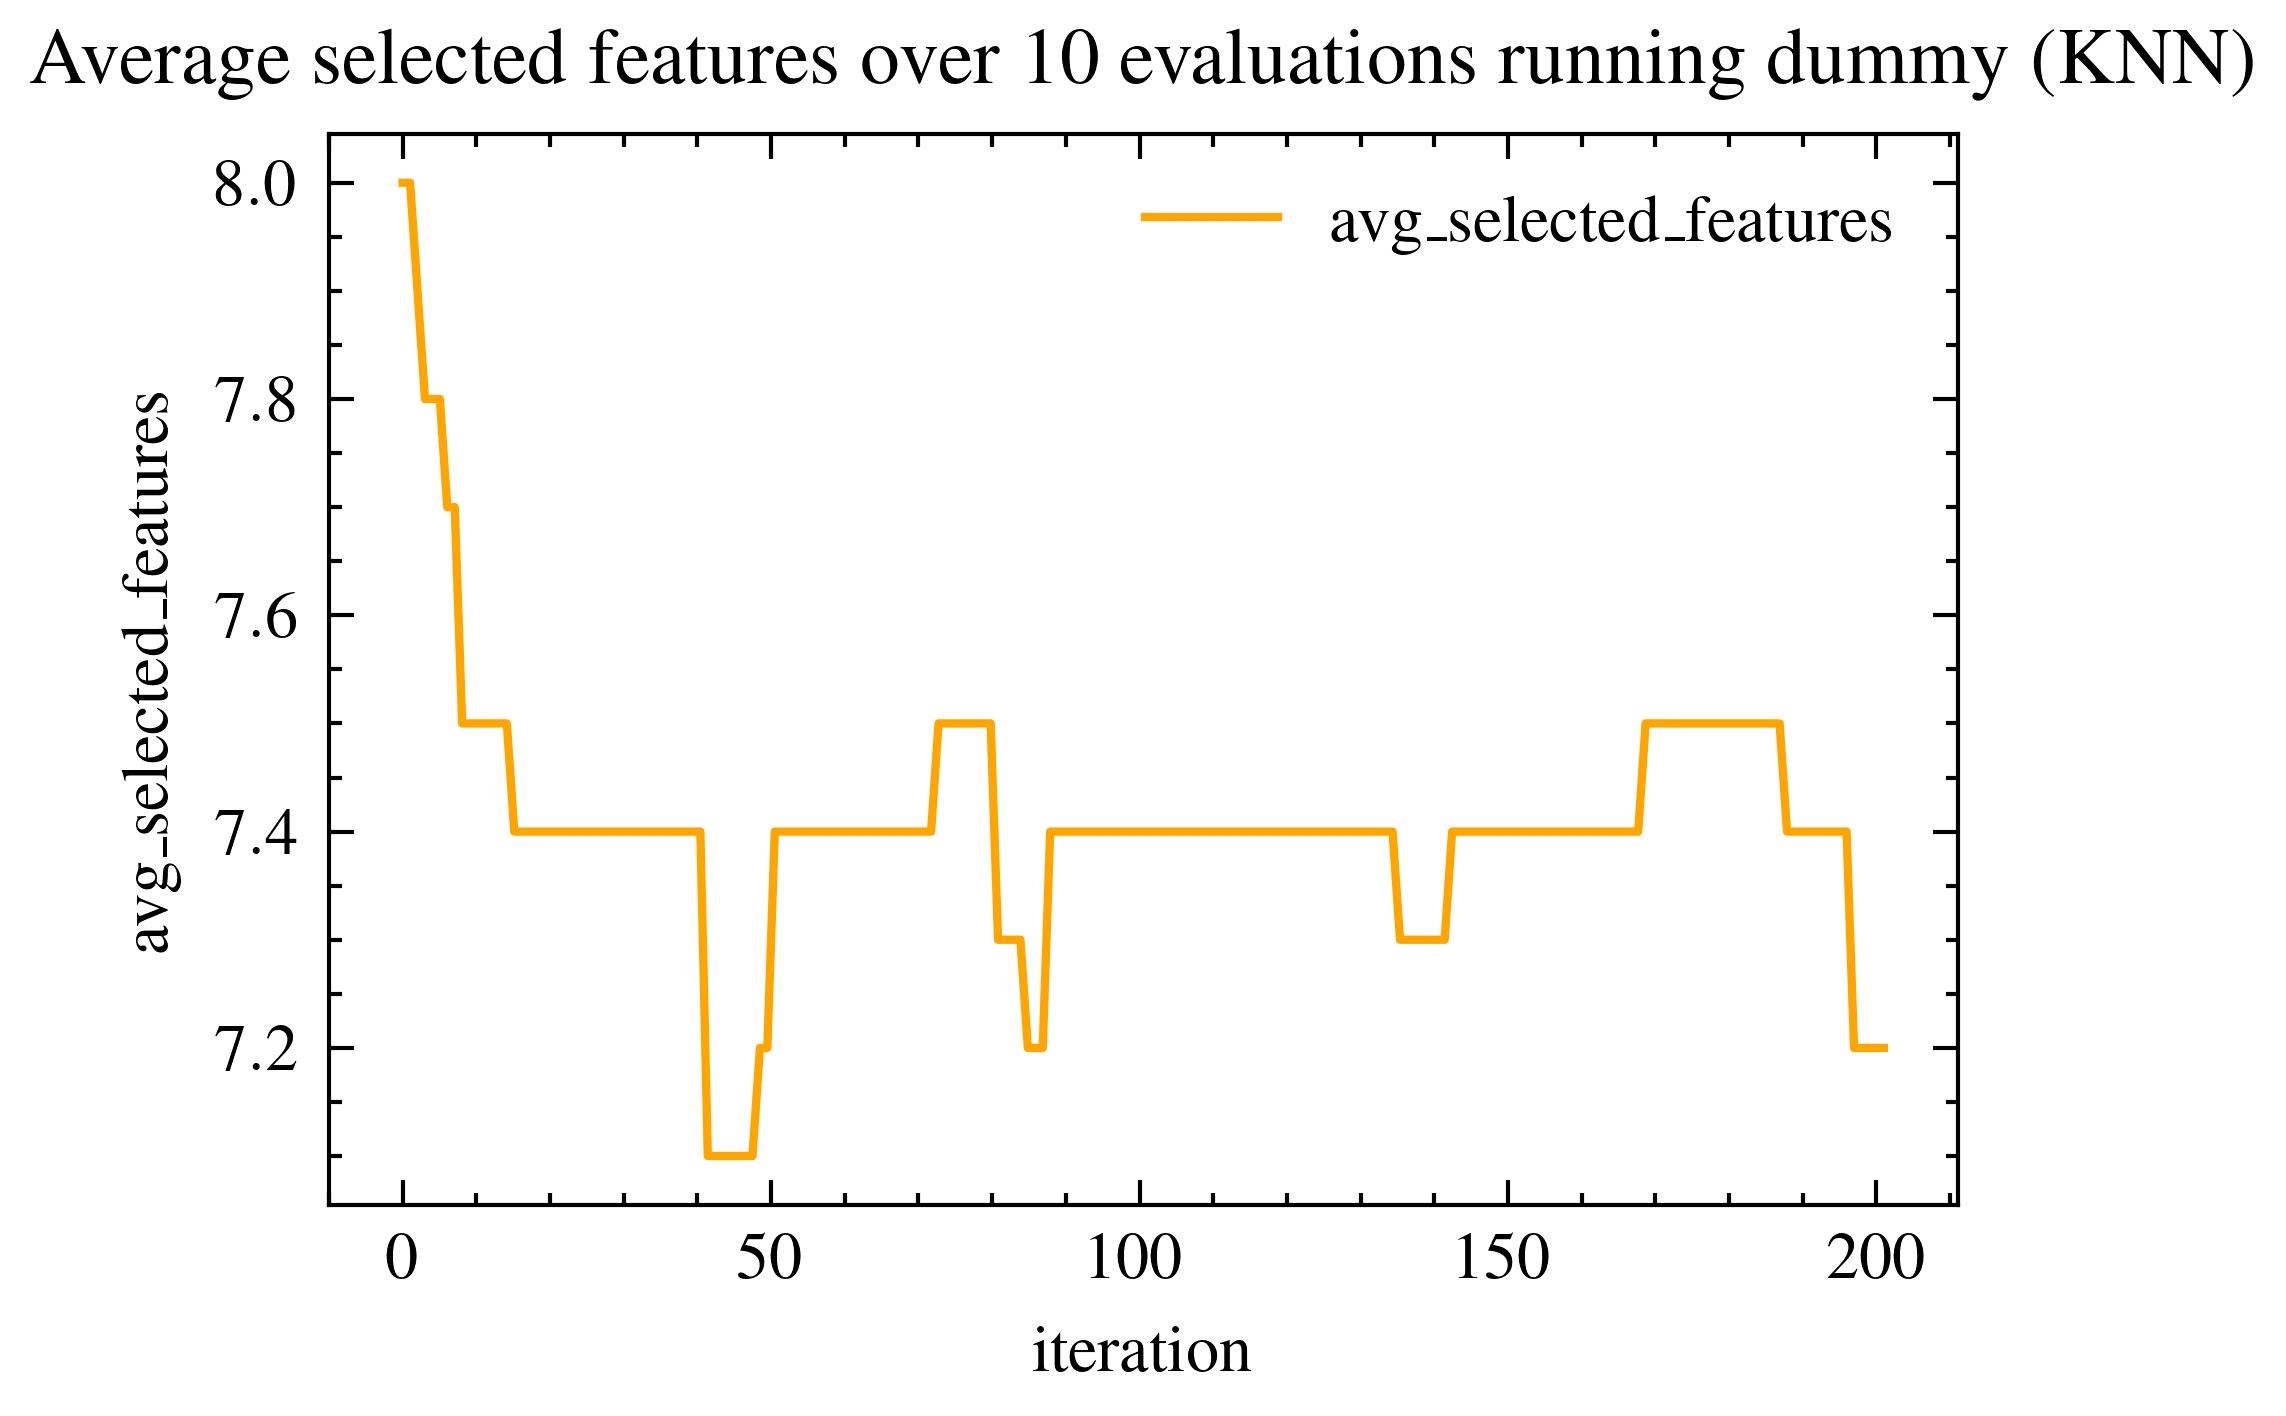 Average selected features over 10 evaluations running dummy (KNN)
avg_selected_features
8.0
7.8
7.6
7.4
7.2
avg_selected_features
0
50
100
150
200
iteration